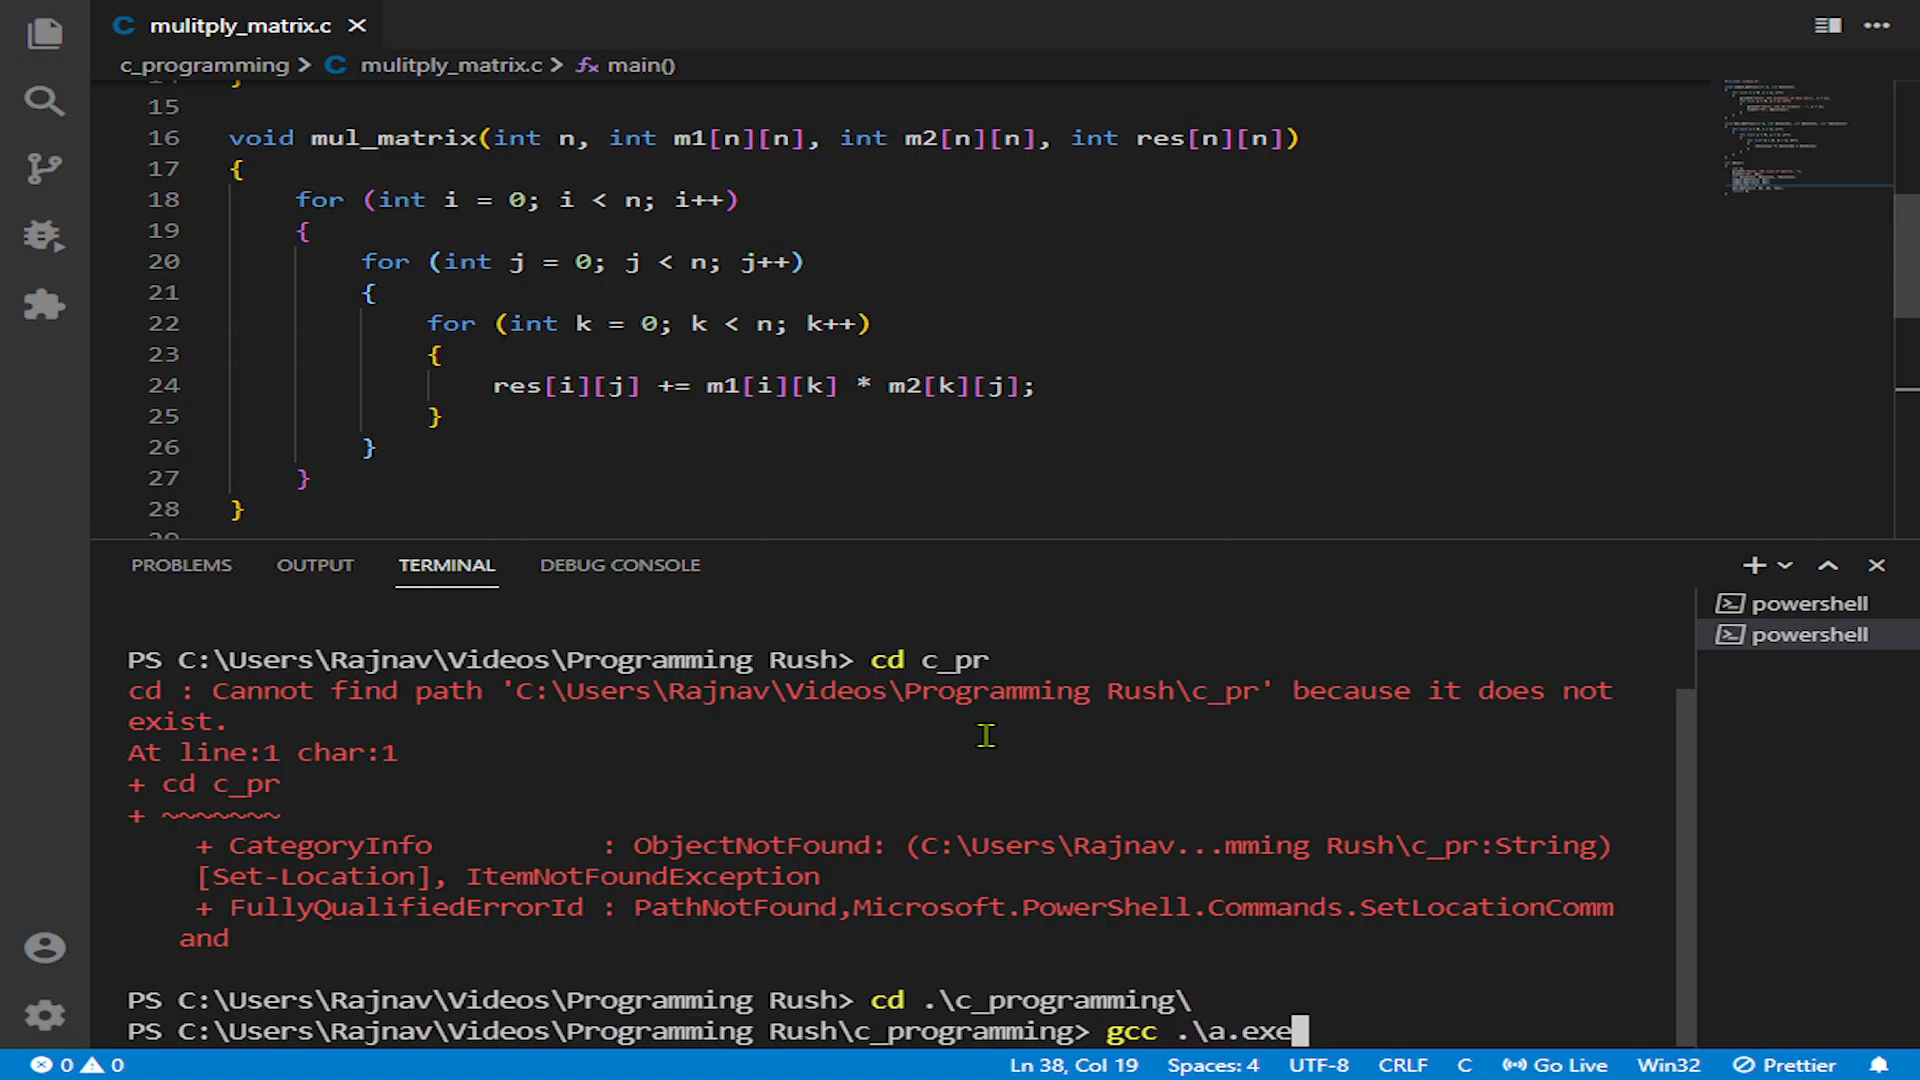 mulitply_matrix.c
c_programming > C mulitply_matrix.c > main()
15
16 void mul_matrix(int n, int m1[n][n], int m2[n][n], int res[n][n])
17 {
18 for (int i = 0; i < n; i++)
19 {
20 for (int j = 0; j < n; j++)
21 {
22 for (int k = 0; k < n; k++)
23 {
24 res[i][j] += m1[i][k] * m2[k][j];
25 }
26 }
27 }
28 }
PROBLEMS OUTPUT TERMINAL DEBUG CONSOLE
powershell
powershell
PS C:\Users\Rajnav\Videos\Programming Rush> cd c_pr
cd : Cannot find path 'C:\Users\Rajnav\Videos\Programming Rush\c_pr' because it does not
exist.
At line:1 char:1
+ cd c_pr
+ ~~~~~~~
+ CategoryInfo : ObjectNotFound: (C:\Users\Rajnav...mming Rush\c_pr:String)
[Set-Location], ItemNotFoundException
+ FullyQualifiedErrorId : PathNotFound,Microsoft.PowerShell.Commands.SetLocationComm
and
PS C:\Users\Rajnav\Videos\Programming Rush> cd .\c_programming\
PS C:\Users\Rajnav\Videos\Programming Rush\c_programming> gcc .\a.exe
0 0 Ln 38, Col 19 Spaces: 4 UTF-8 CRLF C Go Live Win32 Prettier